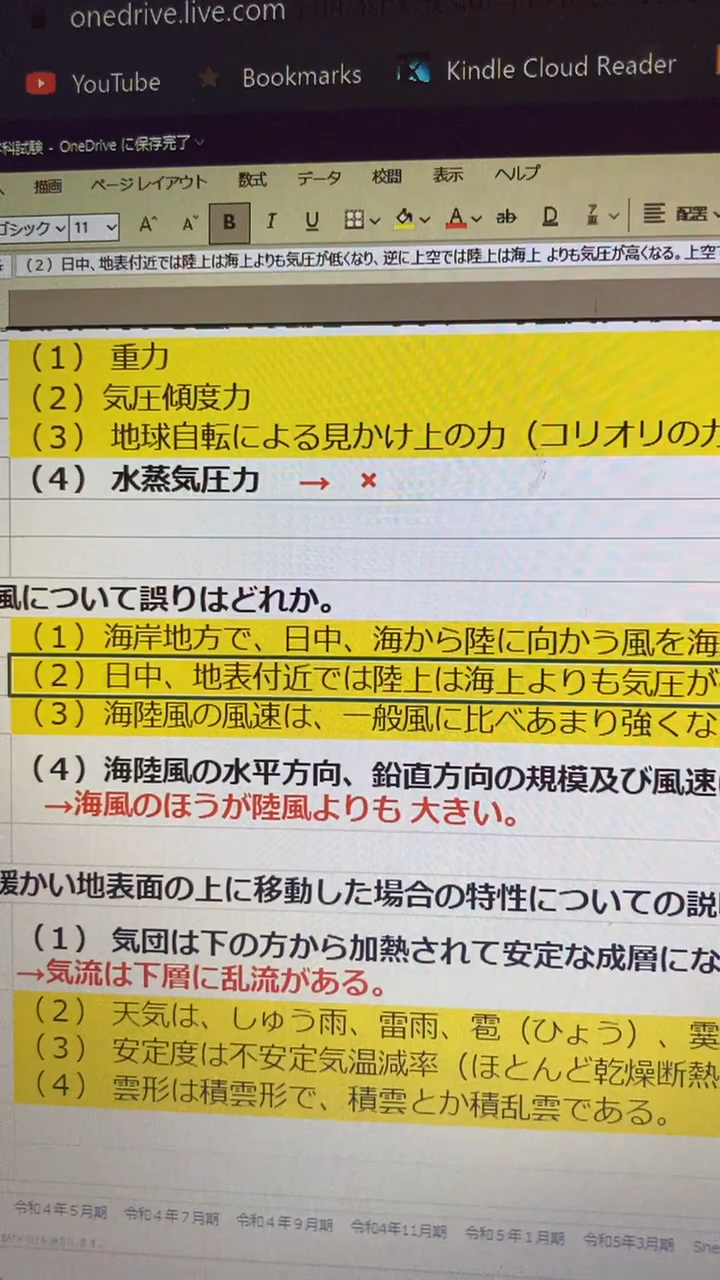 onedrive.live.com
YouTube Bookmarks Kindle Cloud Reader
科試験 - OneDrive に保存完了
描画 ページ レイアウト 数式 データ 校閲 表示 ヘルプ
ゴシック 11 A^ A˅ B I U A ab D 配置
(2) 日中、地表付近では陸上は海上よりも気圧が低くなり、逆に上空では陸上は海上 よりも気圧が高くなる。上空
(1) 重力
(2) 気圧傾度力
(3) 地球自転による見かけ上の力 (コリオリの力
(4) 水蒸気圧力 → ×
風について誤りはどれか。
(1) 海岸地方で、日中、海から陸に向かう風を海
(2) 日中、地表付近では陸上は海上よりも気圧が
(3) 海陸風の風速は、一般風に比べあまり強くな
(4) 海陸風の水平方向、鉛直方向の規模及び風速
→海風のほうが陸風よりも 大きい。
暖かい地表面の上に移動した場合の特性についての説
(1) 気団は下の方から加熱されて安定な成層にな
→気流は下層に乱流がある。
(2) 天気は、しゅう雨、雷雨、雹 (ひょう) 、霙
(3) 安定度は不安定気温減率 (ほとんど乾燥断熱
(4) 雲形は積雲形で、積雲とか積乱雲である。
令和4年5月期 令和4年7月期 令和4年9月期 令和4年11月期 令和5年1月期 令和5年3月期 She